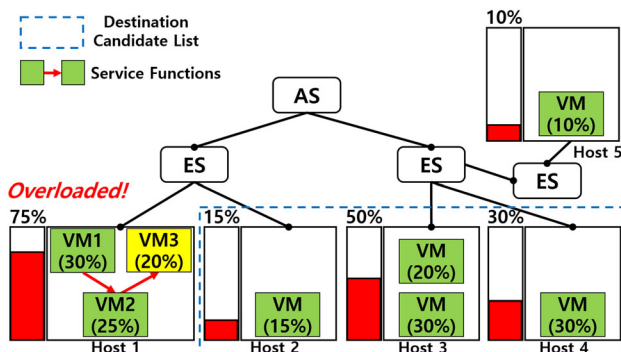 Destination
Candidate List
Service Functions
10%
VM
(10%)
Host 5
AS
ES
ES
ES
Overloaded!
75%
VM1
(30%)
VM3
(20%)
VM2
(25%)
Host 1
15%
VM
(15%)
Host 2
50%
VM
(20%)
VM
(30%)
Host 3
30%
VM
(30%)
Host 4